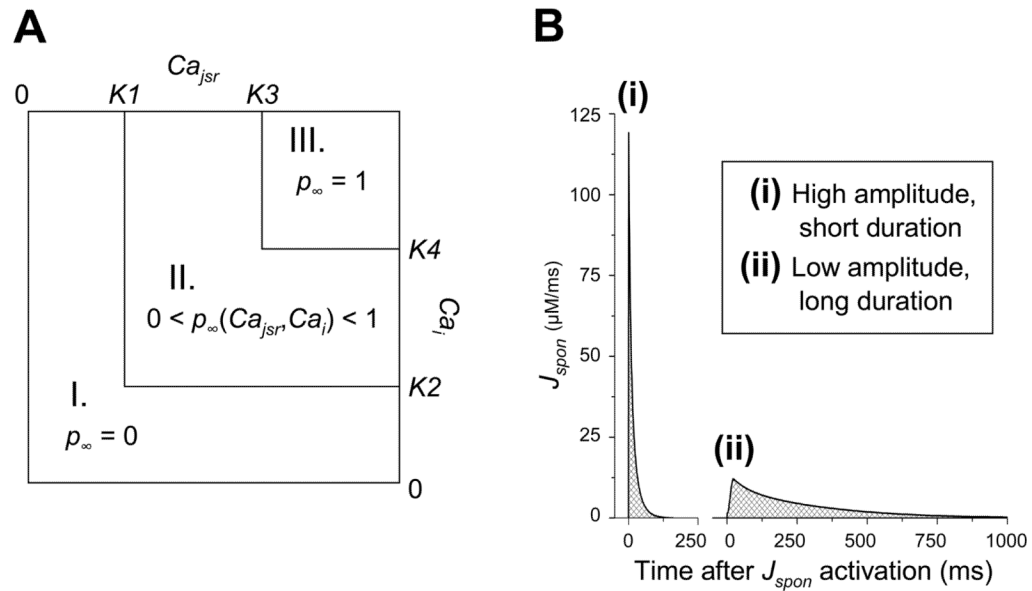 A
Ca_jsr
0 K1 K3
III.
p∞ = 1
K4
II.
0 < p∞(Ca_jsr,Ca_i) < 1
Ca_i
K2
I.
p∞ = 0
0
B
(i)
125
100
75
50
25
0
J_spon (µM/ms)
(i) High amplitude,
short duration
(ii) Low amplitude,
long duration
(ii)
0 250 0 250 500 750 1000
Time after J_spon activation (ms)